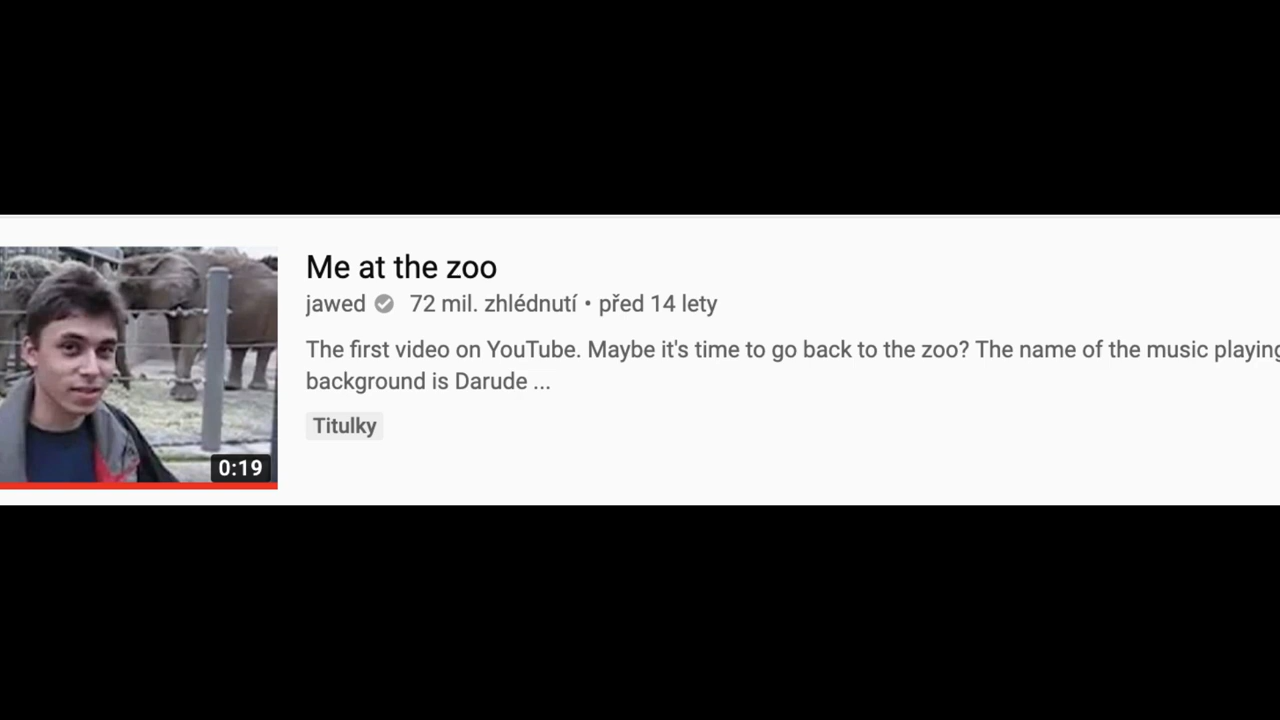 Me at the zoo
jawed 72 mil. zhlédnutí • před 14 lety
The first video on YouTube. Maybe it's time to go back to the zoo? The name of the music playing
background is Darude ...
Titulky
0:19